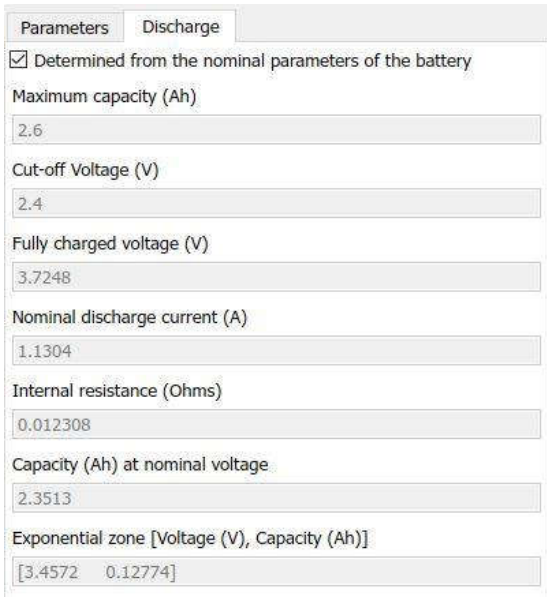 Parameters Discharge
Determined from the nominal parameters of the battery
Maximum capacity (Ah)
2.6
Cut-off Voltage (V)
2.4
Fully charged voltage (V)
3.7248
Nominal discharge current (A)
1.1304
Internal resistance (Ohms)
0.012308
Capacity (Ah) at nominal voltage
2.3513
Exponential zone [Voltage (V), Capacity (Ah)]
[3.4572 0.12774]